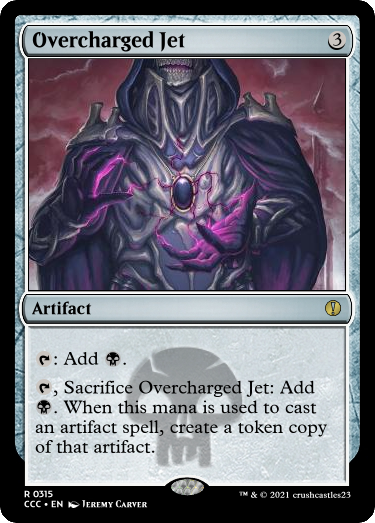 Overcharged Jet 3
Artifact
: Add .
, Sacrifice Overcharged Jet: Add
. When this mana is used to cast
an artifact spell, create a token copy
of that artifact.
R 0315
CCC • EN Jeremy Carver
™ & © 2021 crushcastles23